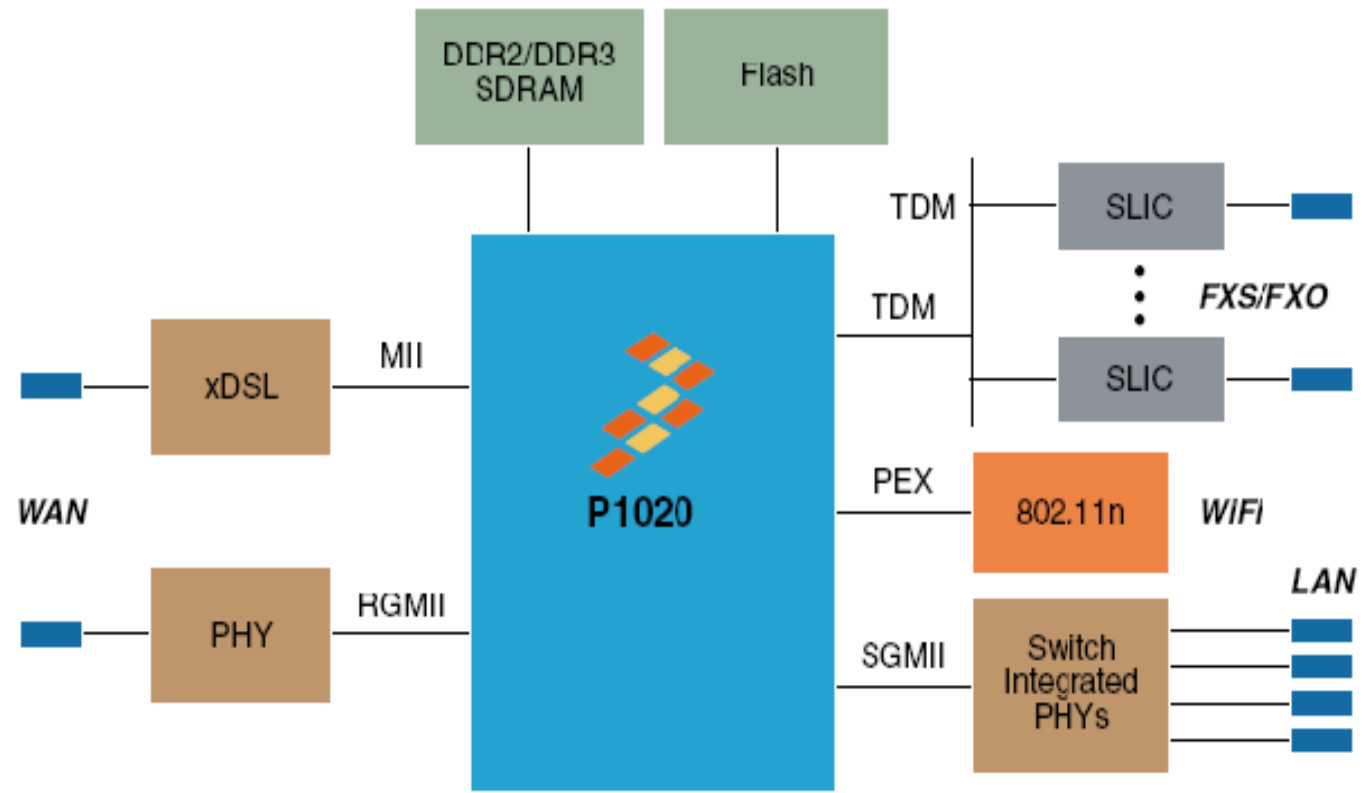 DDR2/DDR3
SDRAM
Flash
TDM
SLIC
TDM
FXS/FXO
MII
xDSL
SLIC
PEX
P1020
802.11n
WiFi
WAN
LAN
RGMII
PHY
SGMII
Switch
Integrated
PHYs